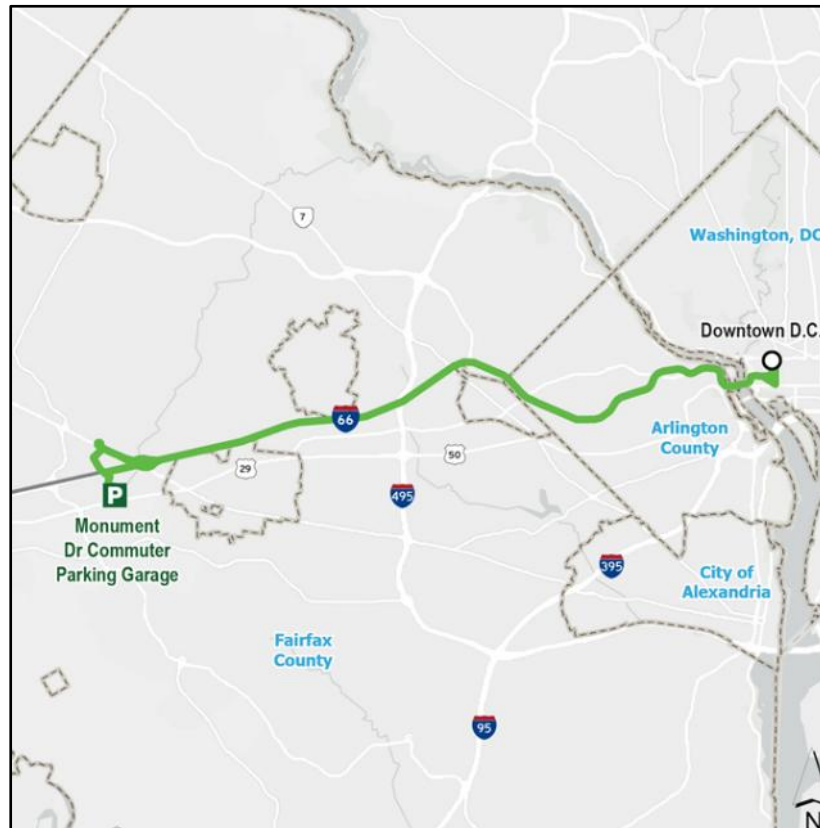 7
Washington, DC
Downtown D.C.
66
Arlington
County
29
50
P
495
Monument
Dr Commuter
Parking Garage
395
City of
Alexandria
Fairfax
County
95
N